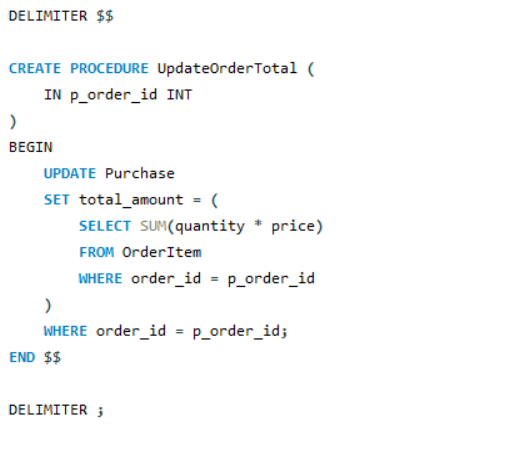 DELIMITER $$
CREATE PROCEDURE UpdateOrderTotal (
    IN p_order_id INT
)
BEGIN
    UPDATE Purchase
    SET total_amount = (
        SELECT SUM(quantity * price)
        FROM OrderItem
        WHERE order_id = p_order_id
    )
    WHERE order_id = p_order_id;
END $$
DELIMITER ;